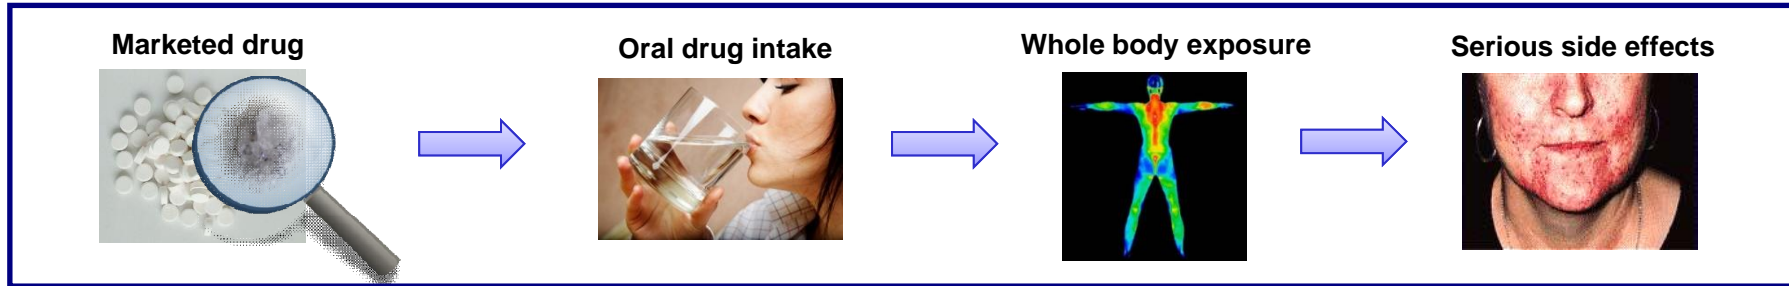 Marketed drug
Oral drug intake
Whole body exposure
Serious side effects